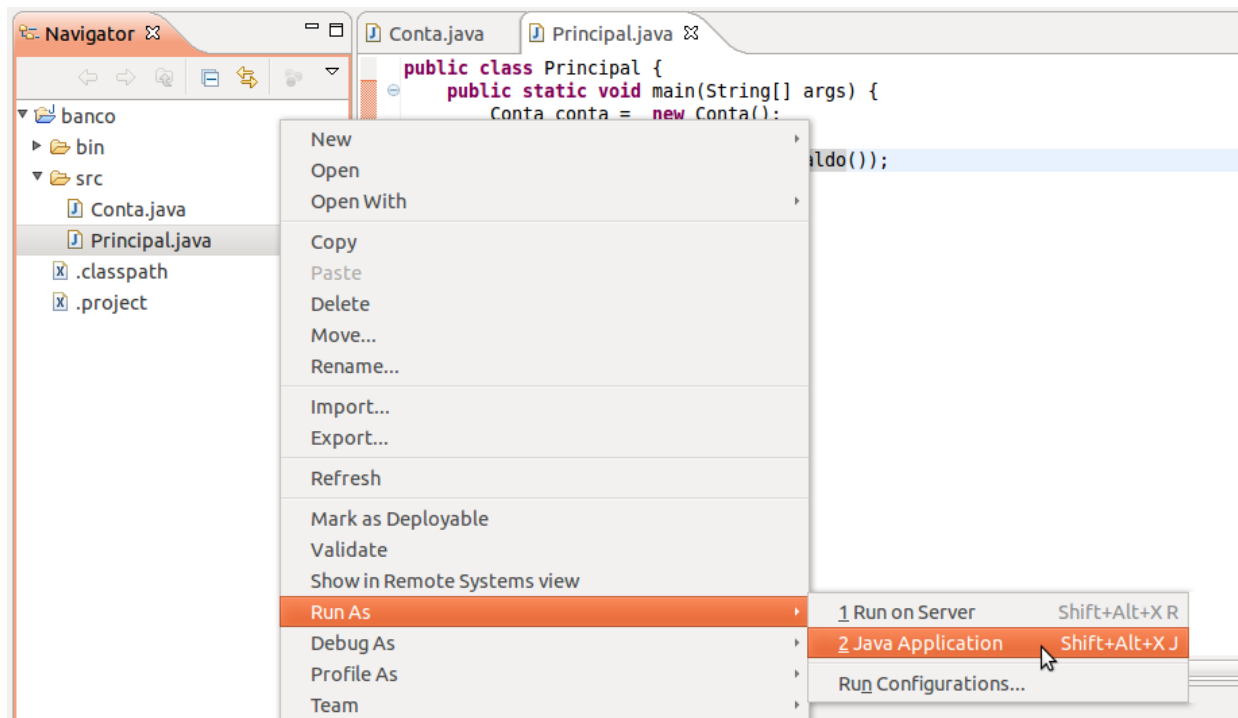 Navigator
banco
bin
src
Conta.java
Principal.java
.classpath
.project
Conta.java
Principal.java
public class Principal {
public static void main(String[] args) {
Conta conta = new Conta();
aldo());
New
Open
Open With
Copy
Paste
Delete
Move...
Rename...
Import...
Export...
Refresh
Mark as Deployable
Validate
Show in Remote Systems view
Run As
Debug As
Profile As
Team
1 Run on Server Shift+Alt+X R
2 Java Application Shift+Alt+X J
Run Configurations...